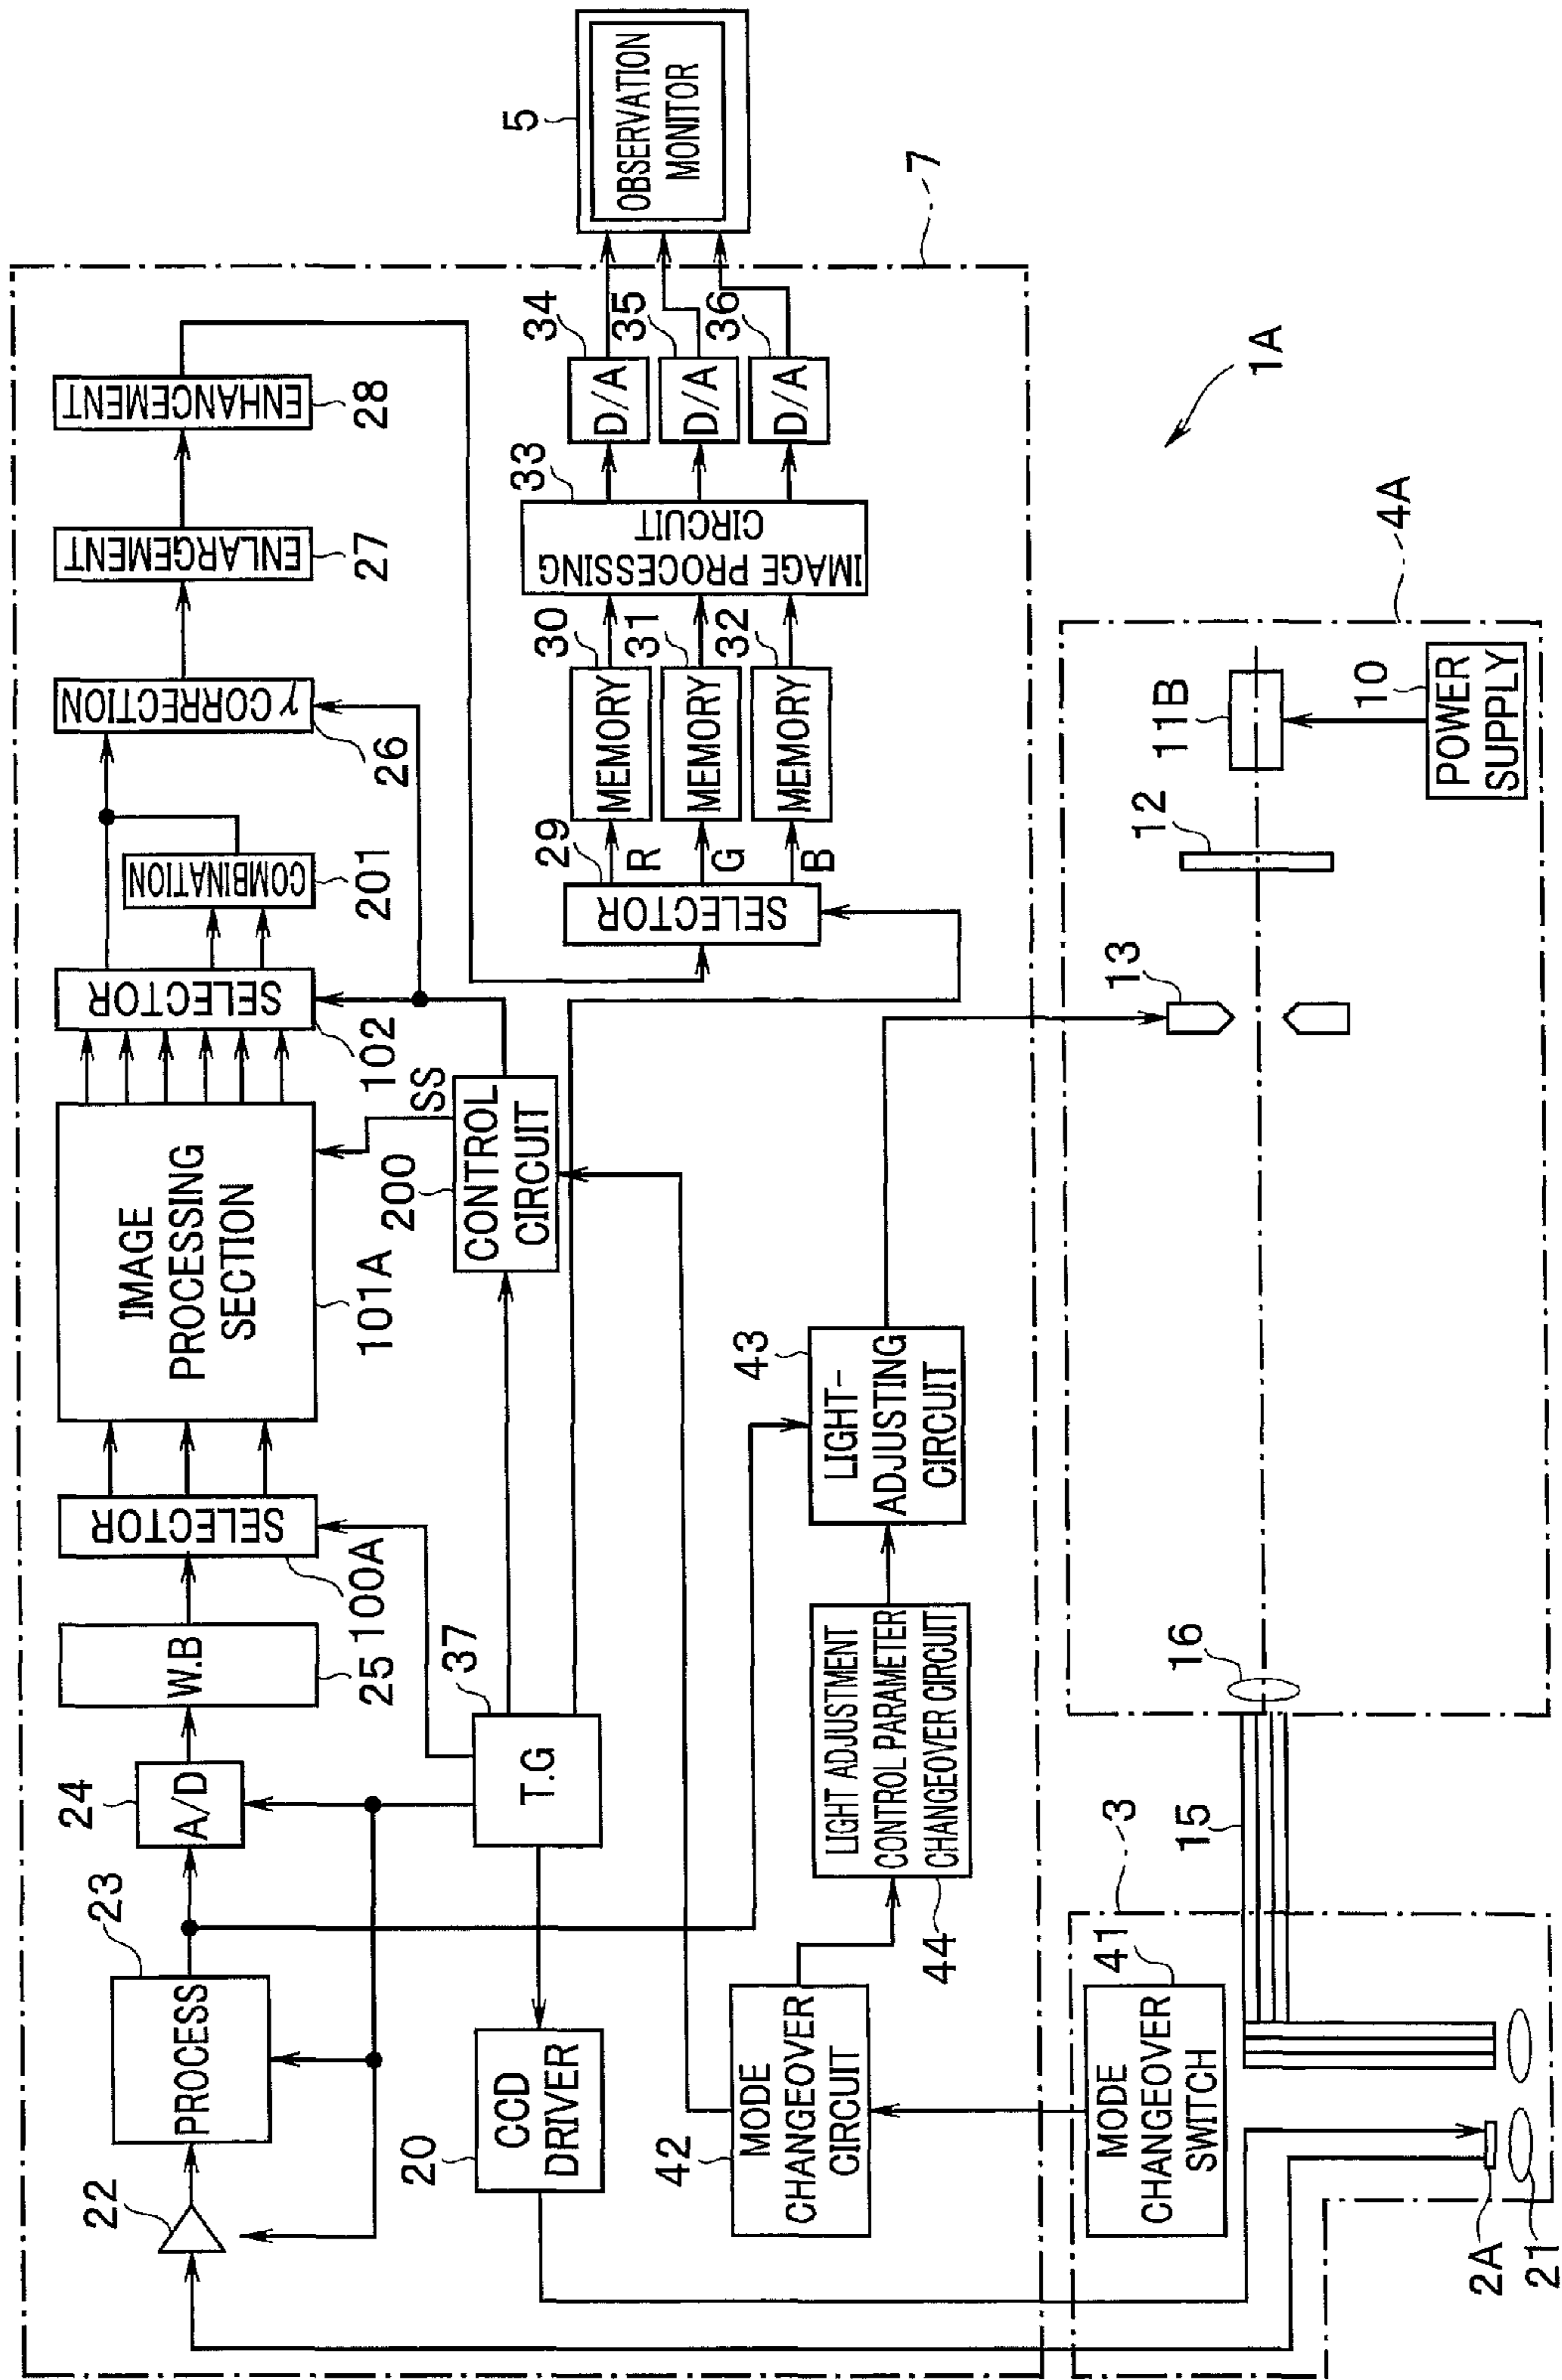 22
23
PROCESS
24
A/D
25
W.B
100A
SELECTOR
101A
IMAGE
PROCESSING
SECTION
102
SELECTOR
201
COMBINATION
26
γ CORRECTION
27
ENLARGEMENT
28
ENHANCEMENT
20
CCD
DRIVER
37
T.G
200
CONTROL
CIRCUIT
SS
29
SELECTOR
R
G
B
30
MEMORY
31
MEMORY
32
MEMORY
33
IMAGE PROCESSING
CIRCUIT
34
D/A
35
D/A
36
D/A
5
OBSERVATION
MONITOR
7
42
MODE
CHANGEOVER
CIRCUIT
44
LIGHT ADJUSTMENT
CONTROL PARAMETER
CHANGEOVER CIRCUIT
43
LIGHT-
ADJUSTING
CIRCUIT
1A
41
MODE
CHANGEOVER
SWITCH
3
15
16
13
12
11B
10
POWER
SUPPLY
4A
2A
21